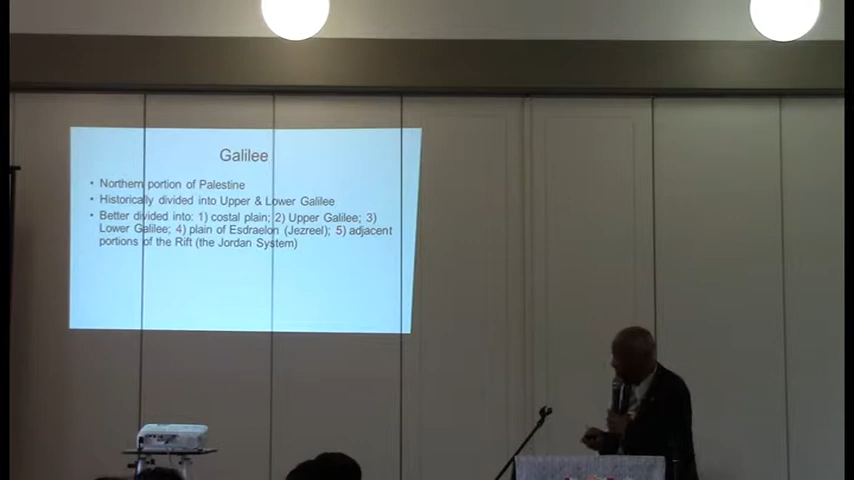 Galilee
• Northern portion of Palestine
• Historically divided into Upper & Lower Galilee
• Better divided into: 1) costal plain; 2) Upper Galilee; 3)
Lower Galilee; 4) plain of Esdraelon (Jezreel); 5) adjacent
portions of the Rift (the Jordan System)